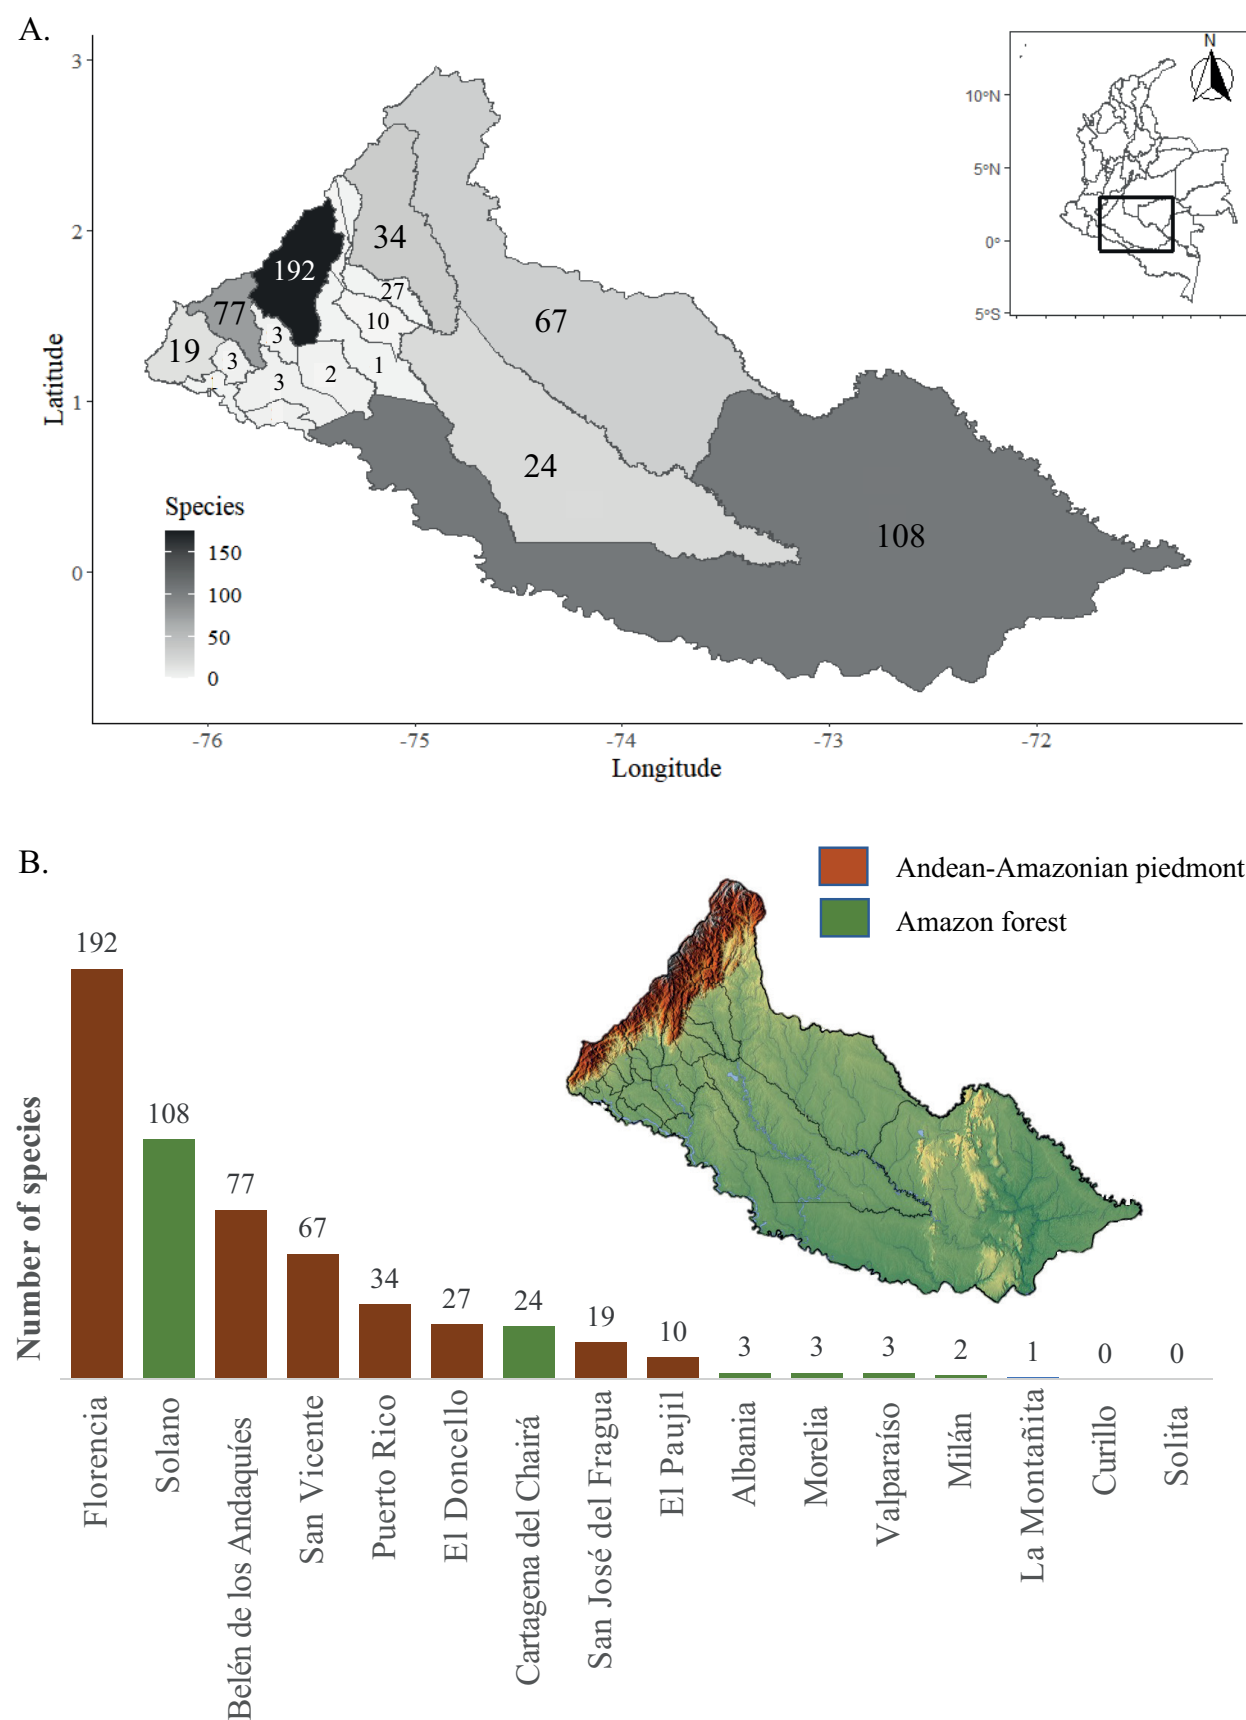 A.
Latitude
3
2
1
0
34
192
27
77
67
10
3
19
3
1
3
2
24
108
Species
150
100
50
0
-76
-75
-74
-73
-72
Longitude
N
10°N
5°N
0°
5°S
B.
Andean-Amazonian piedmont
Amazon forest
Number of species
192
108
77
67
34
27
24
19
10
3
3
3
2
1
0
0
Florencia
Solano
Belén de los Andaquíes
San Vicente
Puerto Rico
El Doncello
Cartagena del Chairá
San José del Fragua
El Paujil
Albania
Morelia
Valparaíso
Milán
La Montañita
Curillo
Solita